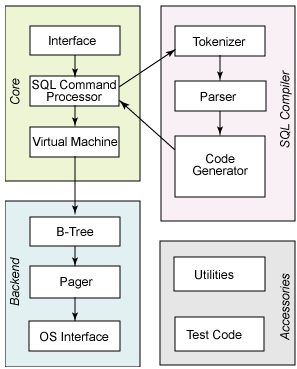 Core
Interface
SQL Command
Processor
Virtual Machine
SQL Compiler
Tokenizer
Parser
Code
Generator
Backend
B-Tree
Pager
OS Interface
Accessories
Utilities
Test Code